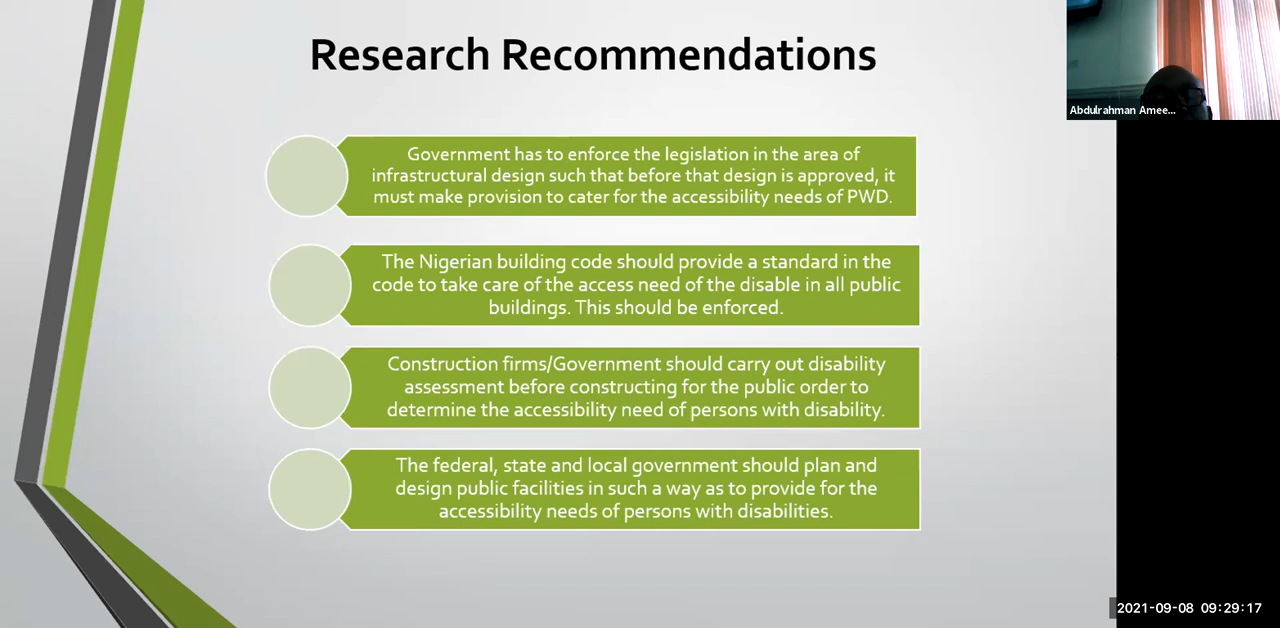 Research Recommendations
Abdulrahman Amee...
Government has to enforce the legislation in the area of
infrastructural design such that before that design is approved, it
must make provision to cater for the accessibility needs of PWD.
The Nigerian building code should provide a standard in the
code to take care of the access need of the disable in all public
buildings. This should be enforced.
Construction firms/Government should carry out disability
assessment before constructing for the public order to
determine the accessibility need of persons with disability.
The federal, state and local government should plan and
design public facilities in such a way as to provide for the
accessibility needs of persons with disabilities.
2021-09-08 09:29:17